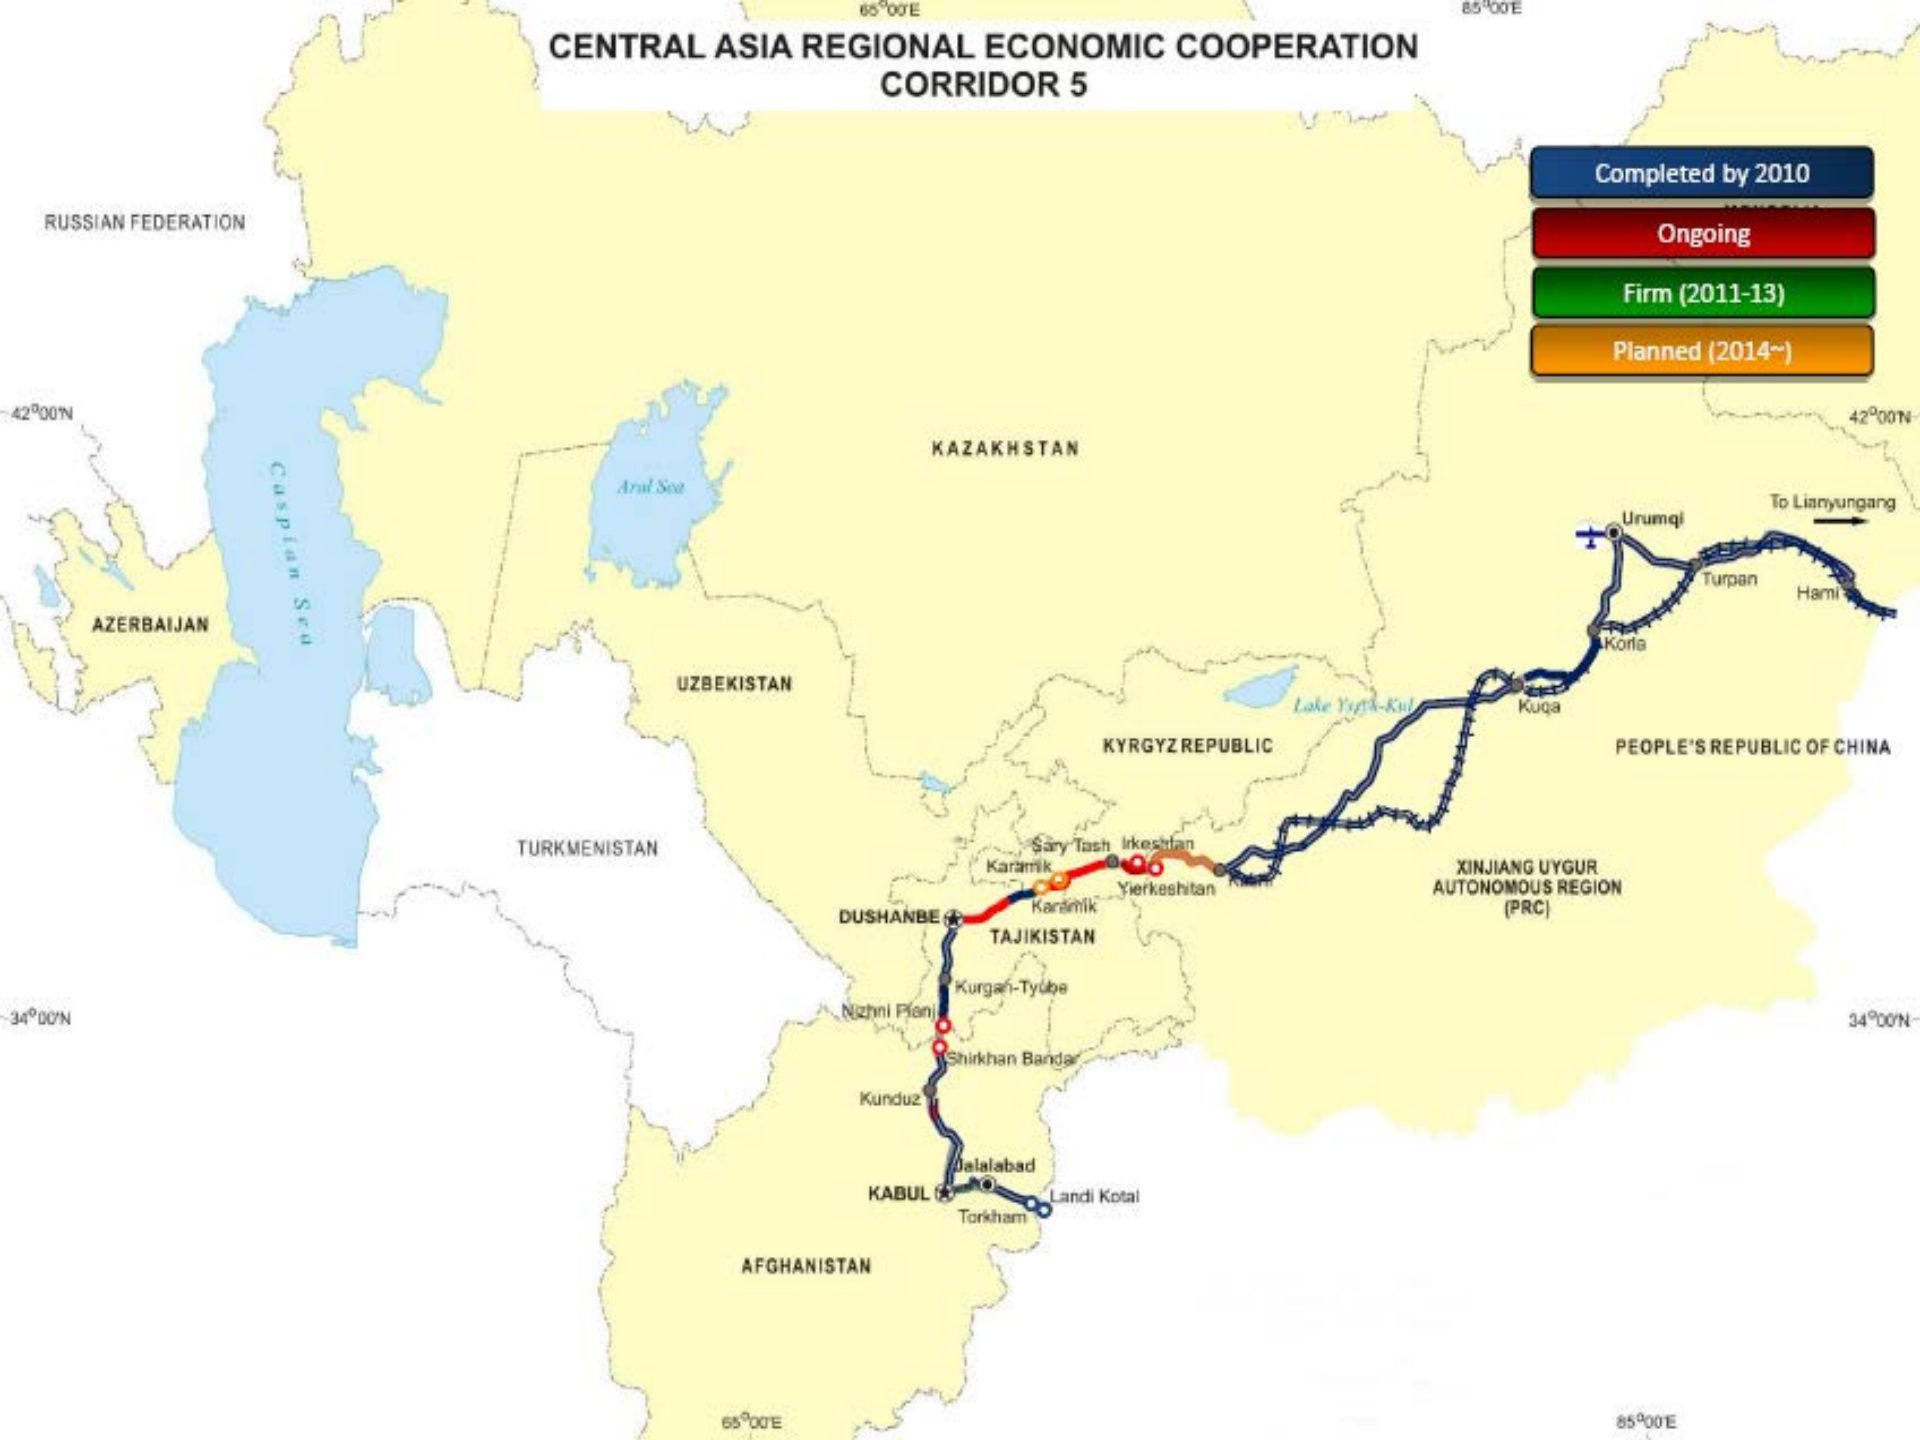 65°00'E
85°00'E
CENTRAL ASIA REGIONAL ECONOMIC COOPERATION
CORRIDOR 5
Completed by 2010
Ongoing
Firm (2011-13)
Planned (2014~)
RUSSIAN FEDERATION
42°00'N
42°00'N
KAZAKHSTAN
Caspian Sea
Aral Sea
To Lianyungang
Urumqi
Turpan
Hami
AZERBAIJAN
Korla
UZBEKISTAN
Lake Ysyk-Kul
Kuqa
KYRGYZ REPUBLIC
PEOPLE'S REPUBLIC OF CHINA
TURKMENISTAN
Sary Tash
Irkeshtan
Karamik
Yierkeshitan
XINJIANG UYGUR
AUTONOMOUS REGION
(PRC)
Karamik
DUSHANBE
TAJIKISTAN
Kurgan-Tyube
Nizhni Pianj
34°00'N
34°00'N
Shirkhan Bandar
Kunduz
Jalalabad
KABUL
Landi Kotal
Torkham
AFGHANISTAN
65°00'E
85°00'E